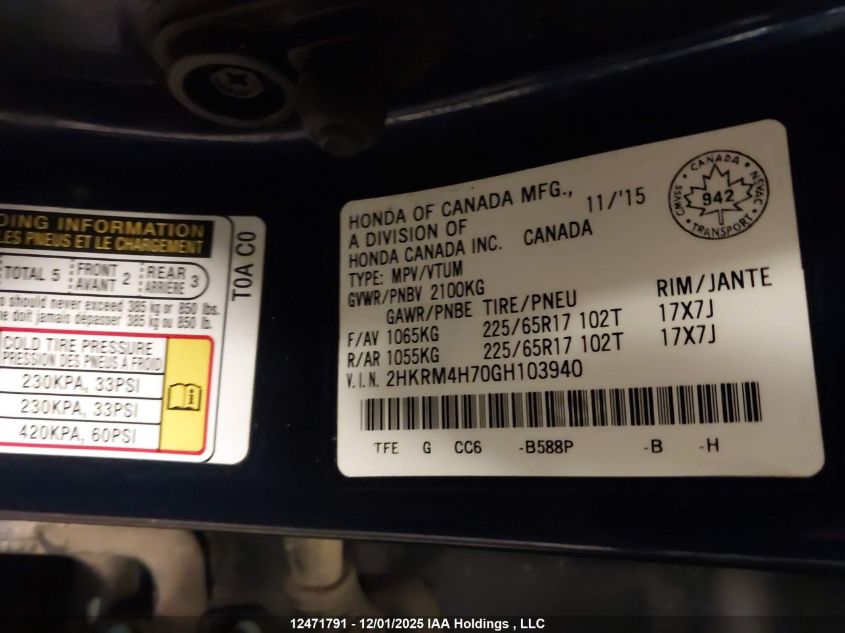 DING INFORMATION
LES PNEUS ET LE CHARGEMENT
TOTAL 5 FRONT AVANT 2 REAR ARRIÈRE 3
should never exceed 385 kg or 850 lbs.
ne doit jamais dépasser 385 kg ou 850 lb.
COLD TIRE PRESSURE
PRESSION DES PNEUS À FROID
230KPA, 33PSI
230KPA, 33PSI
420KPA, 60PSI
T0A C0
HONDA OF CANADA MFG., 11/'15
A DIVISION OF
HONDA CANADA INC. CANADA
TYPE: MPV/VTUM
GVWR/PNBV 2100KG
GAWR/PNBE TIRE/PNEU RIM/JANTE
F/AV 1065KG 225/65R17 102T 17X7J
R/AR 1055KG 225/65R17 102T 17X7J
V.I.N. 2HKRM4H70GH103940
TFE G CC6 -B588P -B -H
CANADA
CMVSS 942 NSVAC
TRANSPORT
12471791 - 12/01/2025 IAA Holdings , LLC